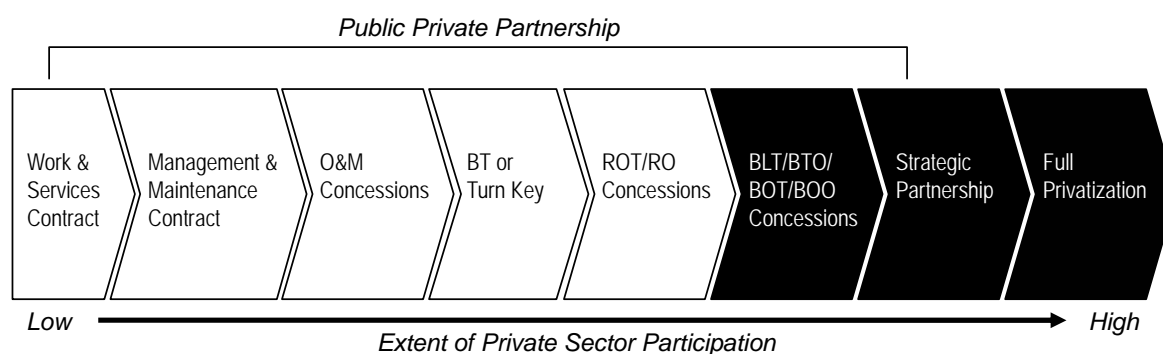 Public Private Partnership
Work &
Services
Contract
Management &
Maintenance
Contract
O&M
Concessions
BT or
Turn Key
ROT/RO
Concessions
BLT/BTO/
BOT/BOO
Concessions
Strategic
Partnership
Full
Privatization
Low
High
Extent of Private Sector Participation